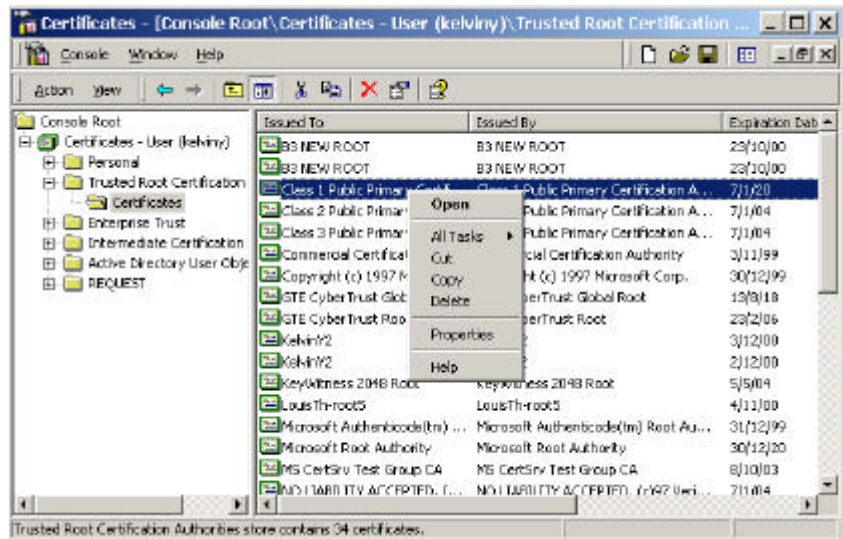 Certificates - [Console Root\Certificates - User (kelviny)\Trusted Root Certification ...
Console Window Help
Action View
Console Root
Certificates - User (kelviny)
Personal
Trusted Root Certification
Certificates
Enterprise Trust
Intermediate Certification
Active Directory User Obje
REQUEST
Issued To Issued By Expiration Dat
B3 NEW ROOT B3 NEW ROOT 23/10/00
B3 NEW ROOT B3 NEW ROOT 23/10/00
Class 1 Public Primary Public Primary Certification A... 7/1/20
Class 2 Public Primar Public Primary Certification A... 7/1/04
Class 3 Public Primar Public Primary Certification A... 7/1/04
Commercial Certificat cial Certification Authority 3/11/99
Copyright (c) 1997 M ht (c) 1997 Microsoft Corp. 30/12/99
GTE CyberTrust Glob berTrust Global Root 13/8/18
GTE CyberTrust Roo berTrust Root 23/2/06
KelvinY2 3/12/00
KelvinY2 2/12/00
KeyWitness 2048 Root KeyWitness 2048 Root 5/5/04
LouisTh-root5 LouisTh-root5 4/11/00
Microsoft Authenticode(tm) ... Microsoft Authenticode(tm) Root Au... 31/12/99
Microsoft Root Authority Microsoft Root Authority 30/12/20
MS CertSrv Test Group CA MS CertSrv Test Group CA 8/10/03
NO LIABILITY ACCEPTED, (c)97 Veri... 7/1/04
Open
All Tasks
Cut
Copy
Delete
Properties
Help
Trusted Root Certification Authorities store contains 34 certificates.